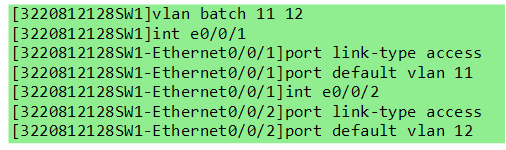 [3220812128SW1]vlan batch 11 12
[3220812128SW1]int e0/0/1
[3220812128SW1-Ethernet0/0/1]port link-type access
[3220812128SW1-Ethernet0/0/1]port default vlan 11
[3220812128SW1-Ethernet0/0/1]int e0/0/2
[3220812128SW1-Ethernet0/0/2]port link-type access
[3220812128SW1-Ethernet0/0/2]port default vlan 12